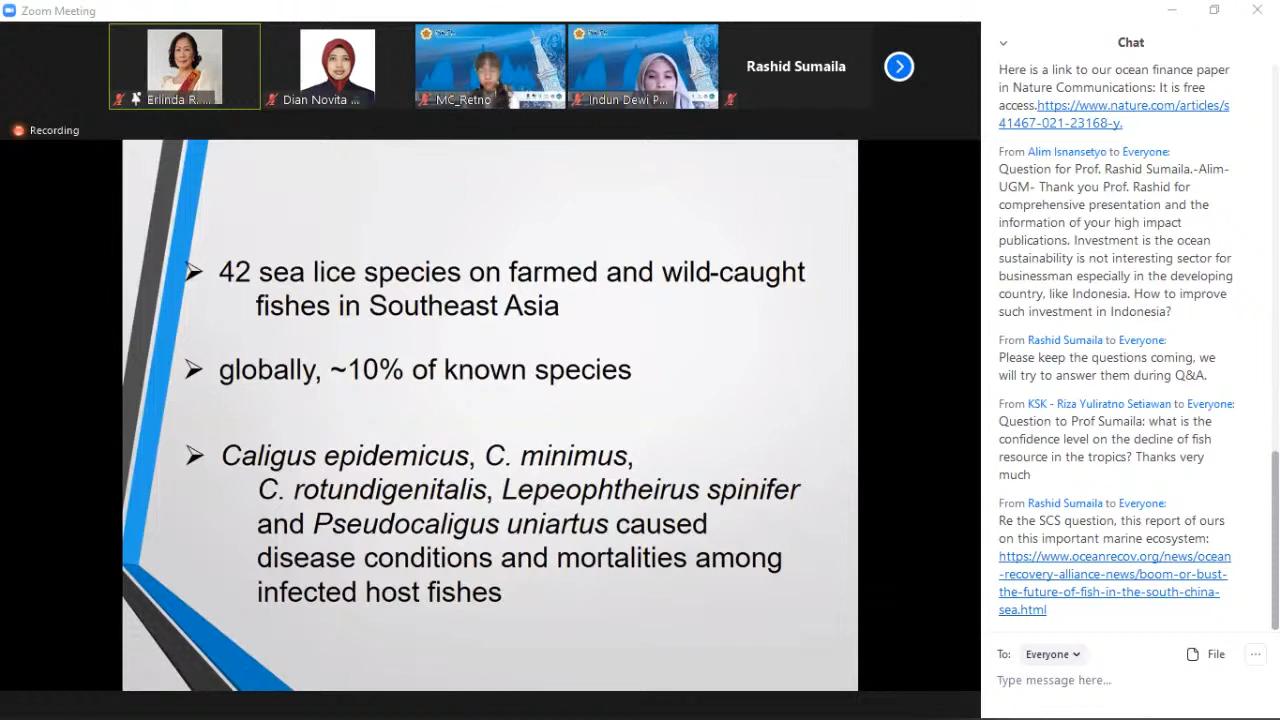 Zoom Meeting
Erlinda R. ...
Dian Novita ...
MC_Retno
Indun Dewi P...
Rashid Sumaila
Recording
42 sea lice species on farmed and wild-caught
fishes in Southeast Asia
globally, ~10% of known species
Caligus epidemicus, C. minimus,
C. rotundigenitalis, Lepeophtheirus spinifer
and Pseudocaligus uniartus caused
disease conditions and mortalities among
infected host fishes
Chat
Here is a link to our ocean finance paper
in Nature Communications: It is free
access.https://www.nature.com/articles/s
41467-021-23168-y.
From Alim Isnansetyo to Everyone:
Question for Prof. Rashid Sumaila.-Alim-
UGM- Thank you Prof. Rashid for
comprehensive presentation and the
information of your high impact
publications. Investment is the ocean
sustainability is not interesting sector for
businessman especially in the developing
country, like Indonesia. How to improve
such investment in Indonesia?
From Rashid Sumaila to Everyone:
Please keep the questions coming, we
will try to answer them during Q&A.
From KSK - Riza Yuliratno Setiawan to Everyone:
Question to Prof Sumaila: what is the
confidence level on the decline of fish
resource in the tropics? Thanks very
much
From Rashid Sumaila to Everyone:
Re the SCS question, this report of ours
on this important marine ecosystem:
https://www.oceanrecov.org/news/ocean
-recovery-alliance-news/boom-or-bust-
the-future-of-fish-in-the-south-china-
sea.html
To: Everyone
File
Type message here...